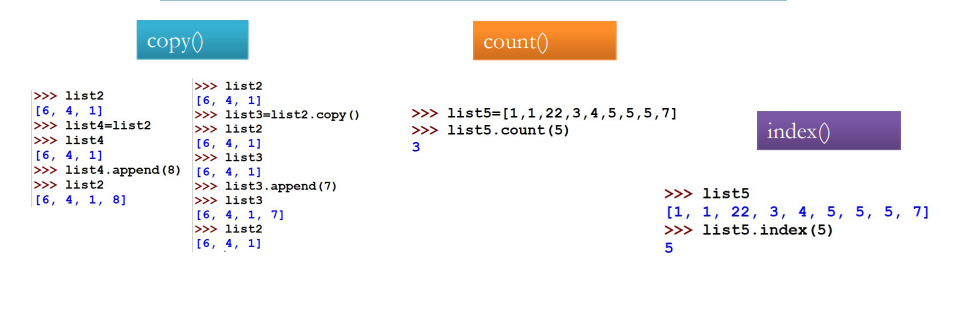 copy()
>>> list2
[6, 4, 1]
>>> list4=list2
>>> list4
[6, 4, 1]
>>> list4.append(8)
>>> list2
[6, 4, 1, 8]
>>> list2
[6, 4, 1]
>>> list3=list2.copy()
>>> list2
[6, 4, 1]
>>> list3
[6, 4, 1]
>>> list3.append(7)
>>> list3
[6, 4, 1, 7]
>>> list2
[6, 4, 1]
count()
>>> list5=[1,1,22,3,4,5,5,5,7]
>>> list5.count(5)
3
index()
>>> list5
[1, 1, 22, 3, 4, 5, 5, 5, 7]
>>> list5.index(5)
5